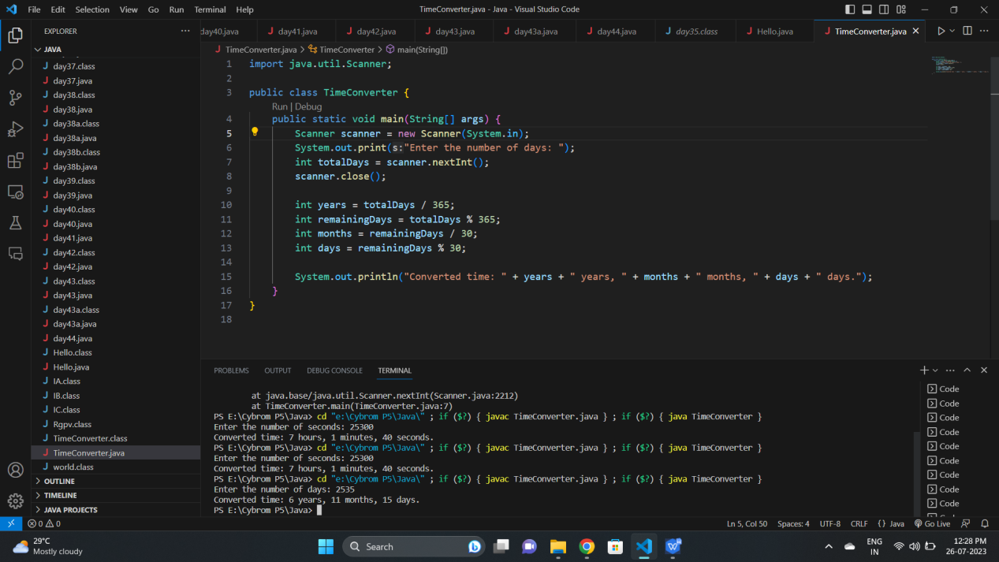 File Edit Selection View Go Run Terminal Help
TimeConverter.java - Java - Visual Studio Code
EXPLORER
day40.java day41.java day42.java day43.java day43a.java day44.java day35.class Hello.java TimeConverter.java
JAVA
day37.class
day37.java
day38.class
day38.java
day38a.class
day38a.java
day38b.class
day38b.java
day39.class
day39.java
day40.class
day40.java
day41.java
day42.class
day42.java
day43.class
day43.java
day43a.class
day43a.java
day44.java
Hello.class
Hello.java
IA.class
IB.class
IC.class
Rgpv.class
TimeConverter.class
TimeConverter.java
world.class
OUTLINE
TIMELINE
JAVA PROJECTS
TimeConverter.java > TimeConverter > main(String[])
1 import java.util.Scanner;
2
3 public class TimeConverter {
Run | Debug
4 public static void main(String[] args) {
5 Scanner scanner = new Scanner(System.in);
6 System.out.print(s:"Enter the number of days: ");
7 int totalDays = scanner.nextInt();
8 scanner.close();
9
10 int years = totalDays / 365;
11 int remainingDays = totalDays % 365;
12 int months = remainingDays / 30;
13 int days = remainingDays % 30;
14
15 System.out.println("Converted time: " + years + " years, " + months + " months, " + days + " days.");
16 }
17 }
18
PROBLEMS OUTPUT DEBUG CONSOLE TERMINAL
at java.base/java.util.Scanner.nextInt(Scanner.java:2212)
at TimeConverter.main(TimeConverter.java:7)
PS E:\Cybrom P5\Java> cd "e:\Cybrom P5\Java\" ; if ($?) { javac TimeConverter.java } ; if ($?) { java TimeConverter }
Enter the number of seconds: 25300
Converted time: 7 hours, 1 minutes, 40 seconds.
PS E:\Cybrom P5\Java> cd "e:\Cybrom P5\Java\" ; if ($?) { javac TimeConverter.java } ; if ($?) { java TimeConverter }
Enter the number of seconds: 25300
Converted time: 7 hours, 1 minutes, 40 seconds.
PS E:\Cybrom P5\Java> cd "e:\Cybrom P5\Java\" ; if ($?) { javac TimeConverter.java } ; if ($?) { java TimeConverter }
Enter the number of days: 2535
Converted time: 6 years, 11 months, 15 days.
PS E:\Cybrom P5\Java>
Code
Code
Code
Code
Code
Code
Code
Code
Code
0 0
Ln 5, Col 50 Spaces: 4 UTF-8 CRLF {} Java Go Live
29°C
Mostly cloudy
Search
ENG
IN
12:28 PM
26-07-2023